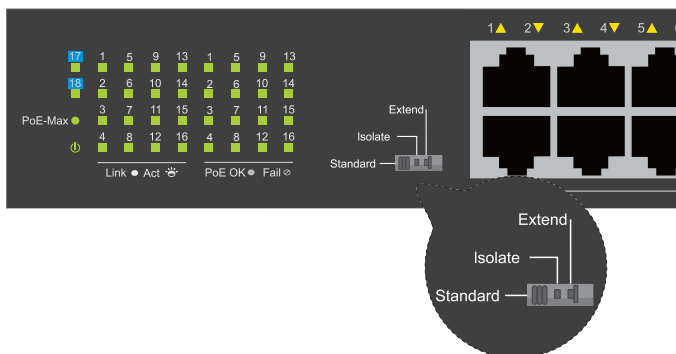 17 1 5 9 13 1 5 9 13
18 2 6 10 14 2 6 10 14
PoE-Max 3 7 11 15 3 7 11 15
4 8 12 16 4 8 12 16
Link ● Act
PoE OK ● Fail ⊘
Extend
Isolate
Standard
1▲ 2▼ 3▲ 4▼ 5▲
Extend
Isolate
Standard